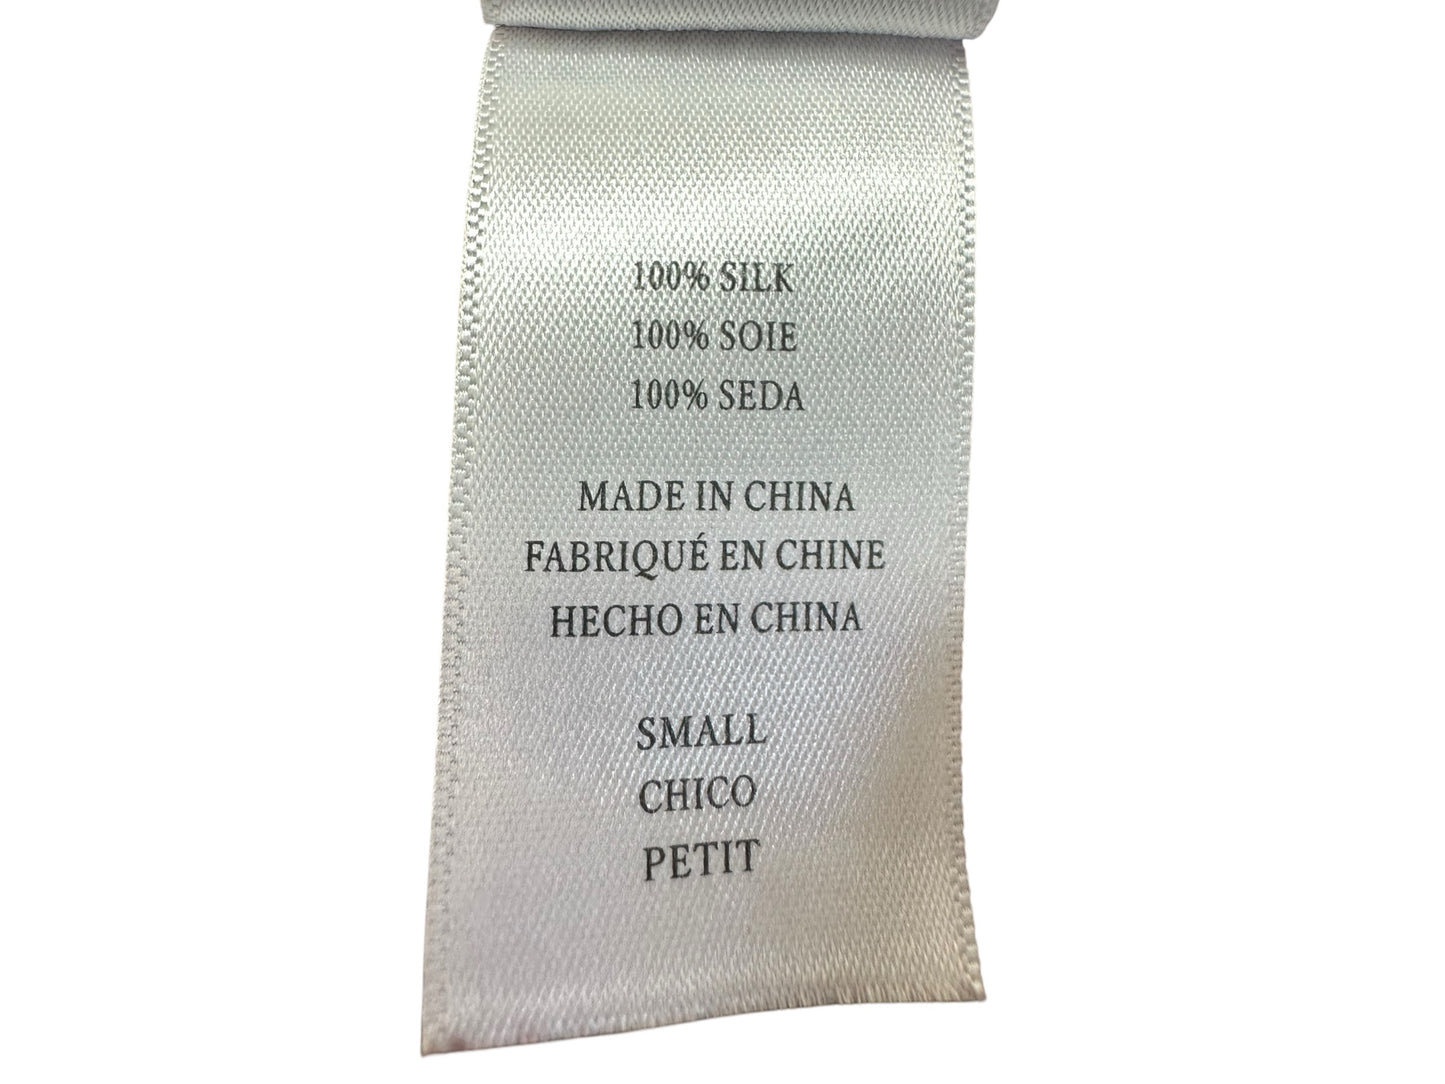 100% SILK
100% SOIE
100% SEDA
MADE IN CHINA
FABRIQUÉ EN CHINE
HECHO EN CHINA
SMALL
CHICO
PETIT